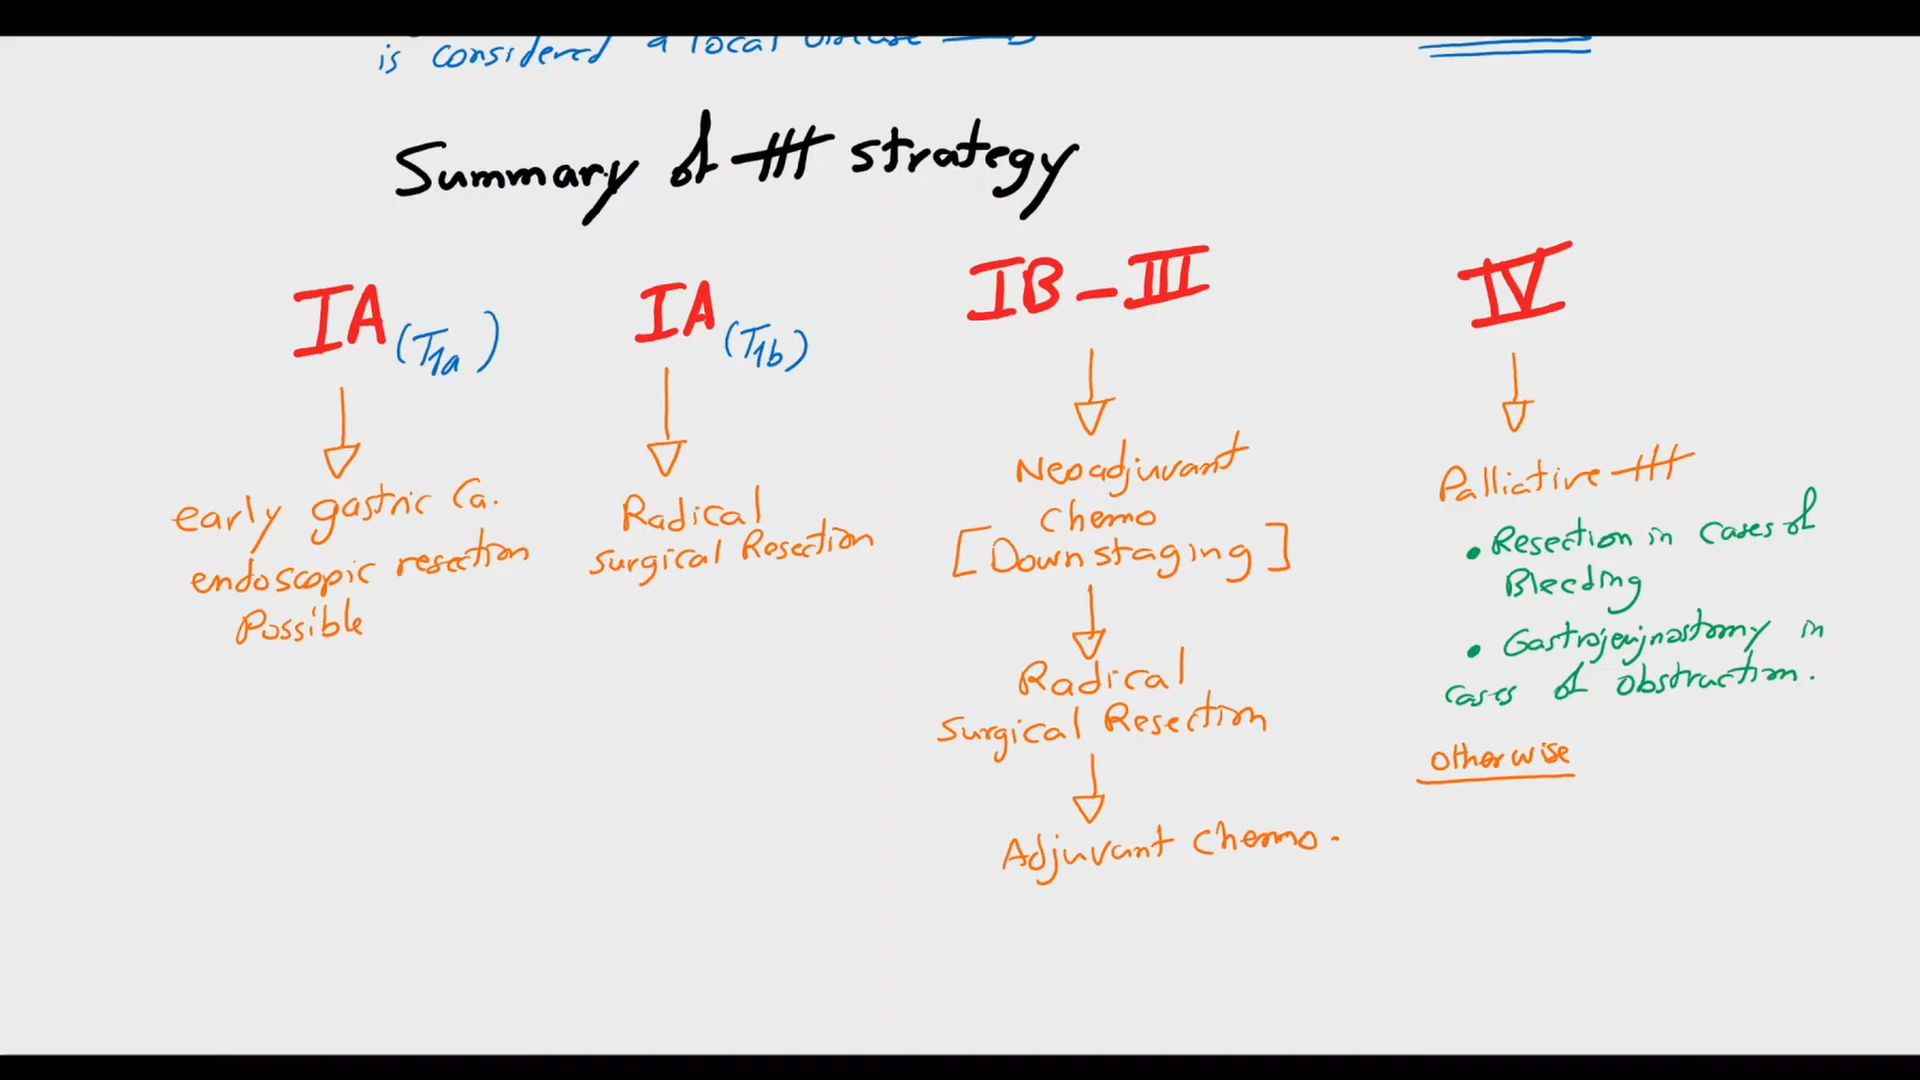 is considered a local disease
Summary of ttt strategy
IA (T1a)
early gastric Ca.
endoscopic resection
Possible
IA (T1b)
Radical
surgical Resection
IB - III
Neoadjuvant
chemo
[Downstaging]
Radical
surgical Resection
Adjuvant chemo.
IV
Palliative ttt
• Resection in cases of
Bleeding
• Gastrojejnostomy in
cases of obstruction.
otherwise